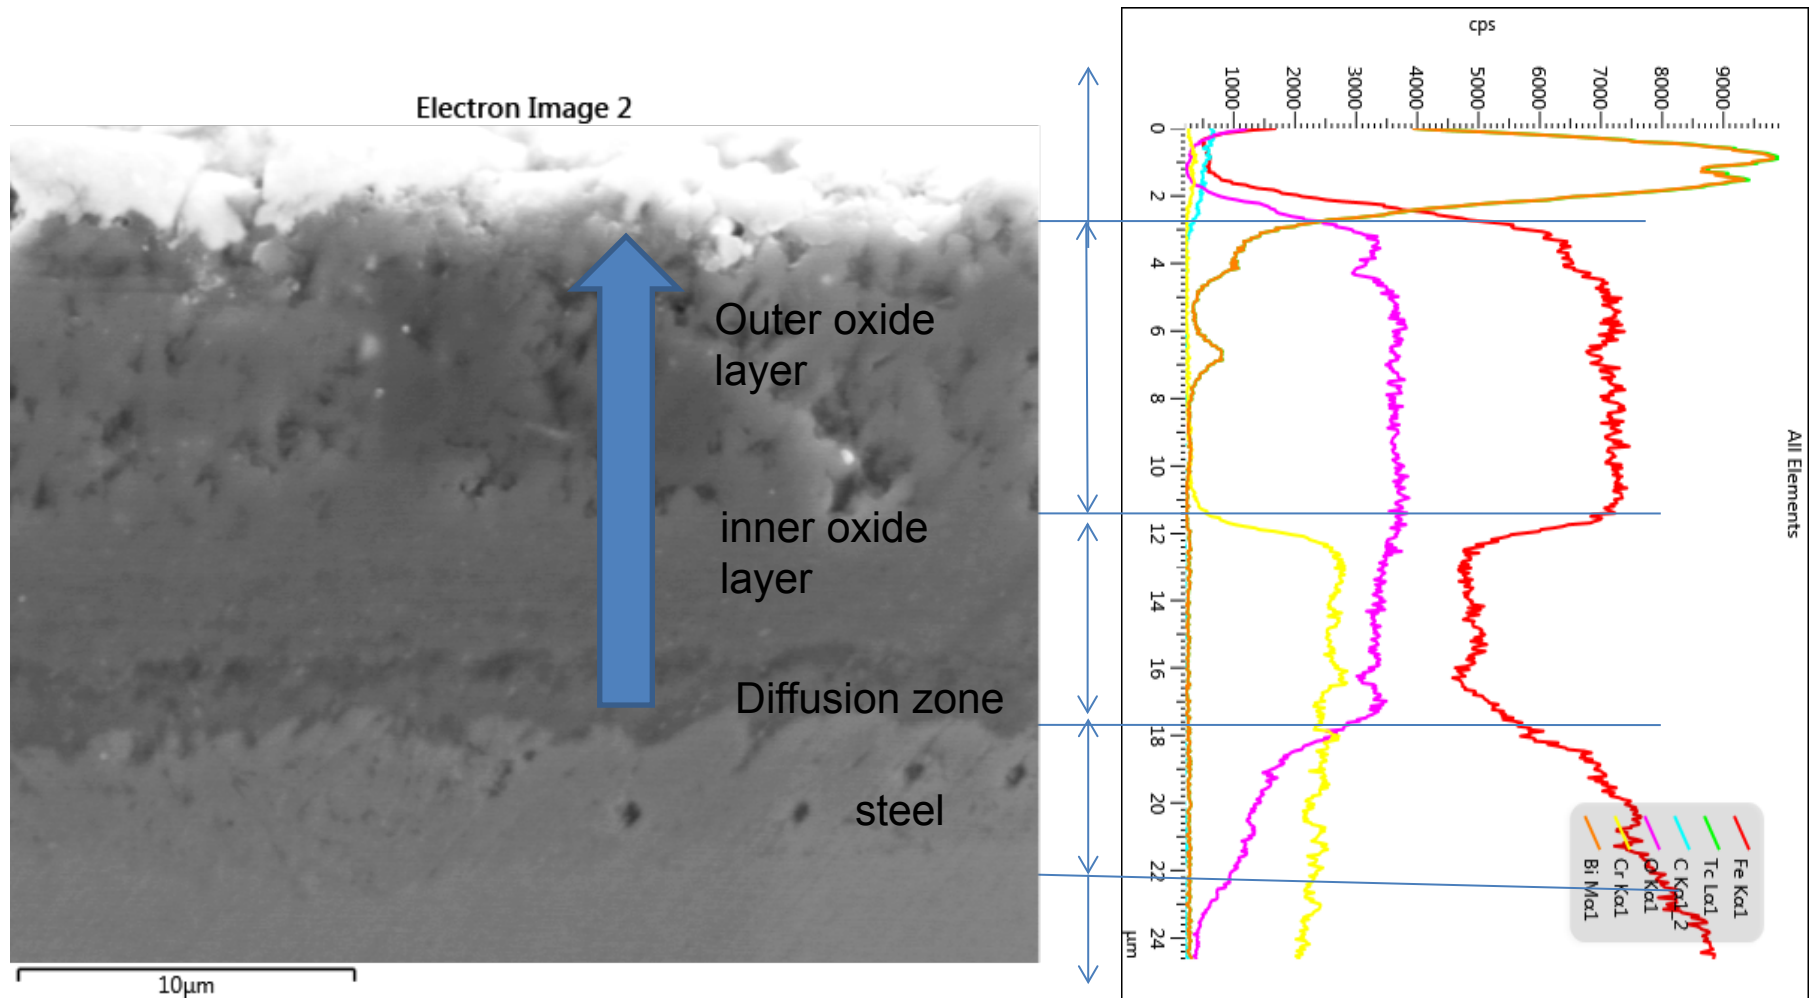 Electron Image 2
Outer oxide
layer
inner oxide
layer
Diffusion zone
steel
10μm
cps
1000
2000
3000
4000
5000
6000
7000
8000
9000
0
2
4
6
8
10
12
14
16
18
20
22
24
μm
All Elements
Fe Kα1
Tc Lα1
C Kα1_2
Kα1
Cr Kα1
Bi Mα1